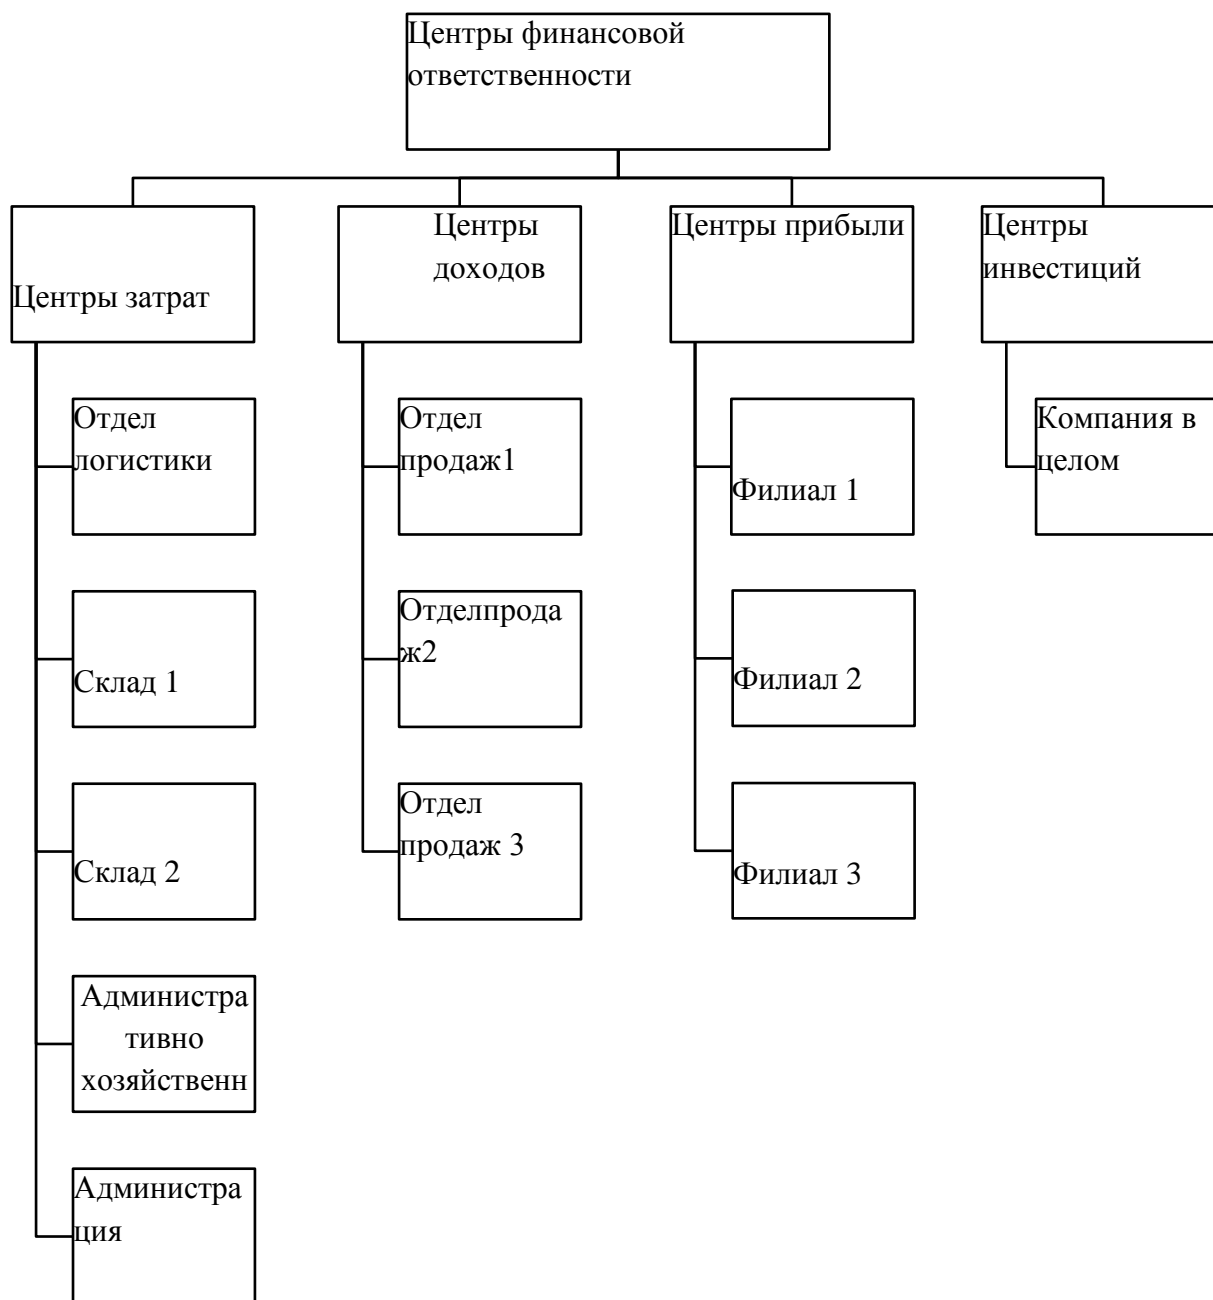 Центры финансовой
ответственности
Центры затрат
Центры
доходов
Центры прибыли
Центры
инвестиций
Отдел
логистики
Склад 1
Склад 2
Администра
тивно
хозяйственн
Администра
ция
Отдел
продаж1
Отделпрода
ж2
Отдел
продаж 3
Филиал 1
Филиал 2
Филиал 3
Компания в
целом